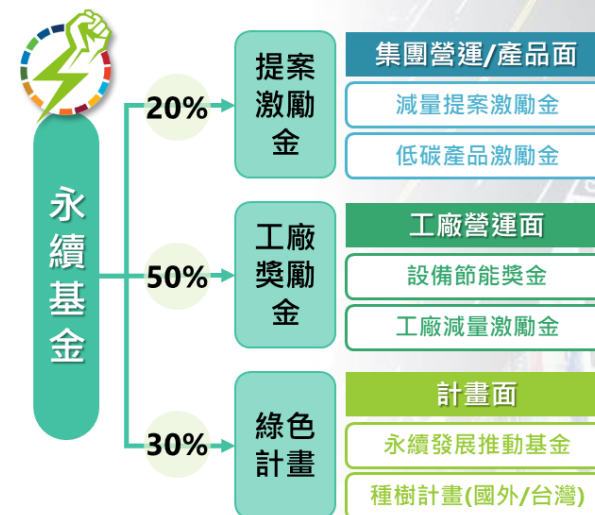 永續基金
20%
提案
激勵
金
集團營運/產品面
減量提案激勵金
低碳產品激勵金
50%
工廠
獎勵
金
工廠營運面
設備節能獎金
工廠減量激勵金
30%
綠色
計畫
計畫面
永續發展推動基金
種樹計畫(國外/台灣)